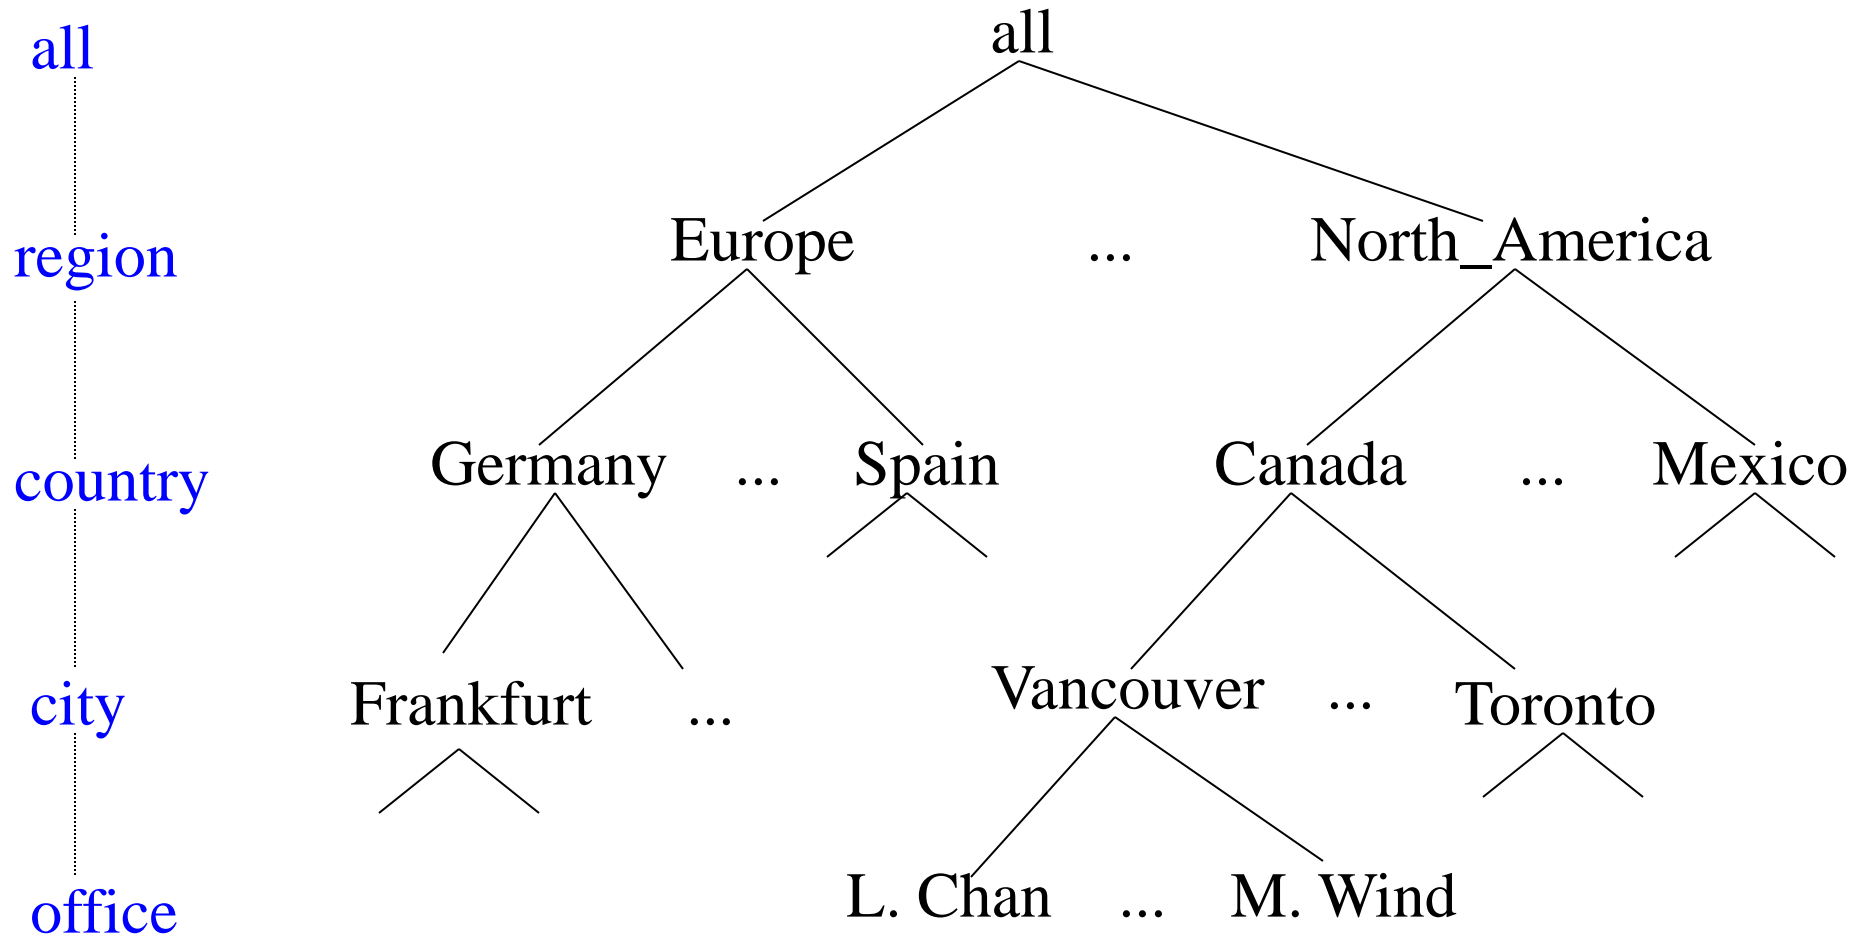 all all
region Europe ... North_America
country Germany ... Spain Canada ... Mexico
city Frankfurt ... Vancouver ... Toronto
office L. Chan ... M. Wind